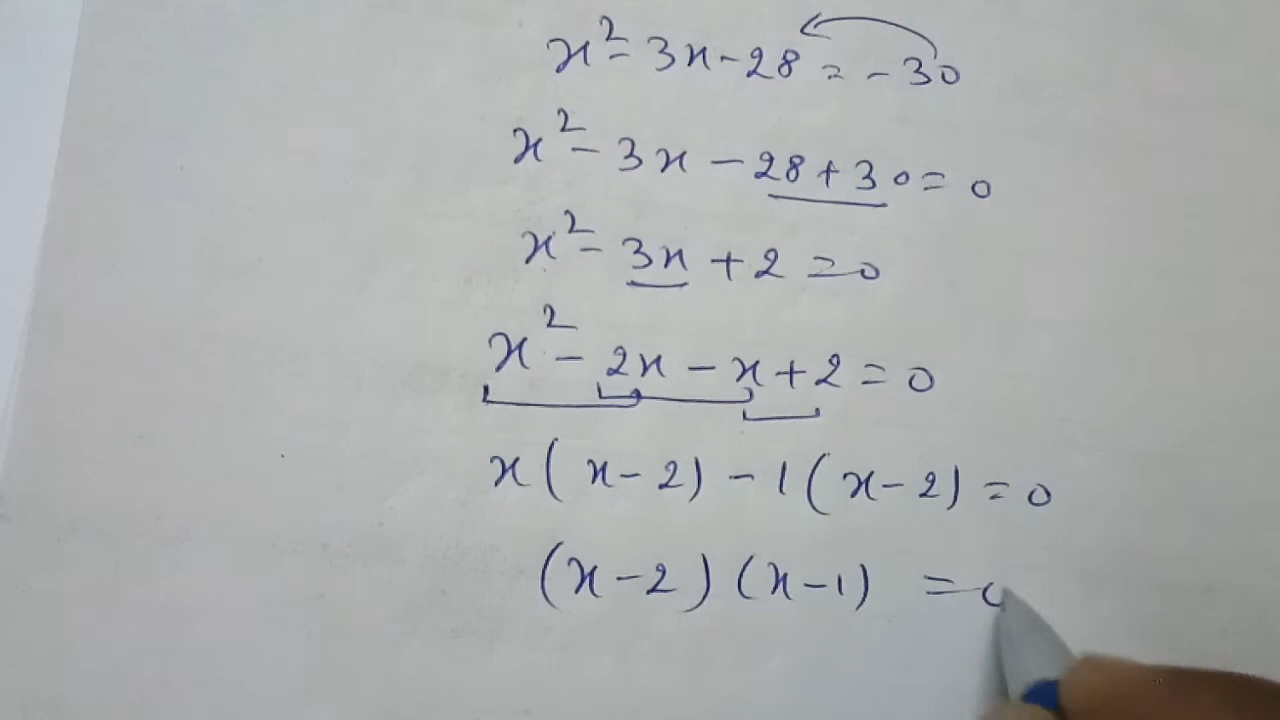 x² - 3x - 28 = -30
x² - 3x - 28 + 30 = 0
x² - 3x + 2 = 0
x² - 2x - x + 2 = 0
x(x - 2) - 1(x - 2) = 0
(x - 2)(x - 1) = 0